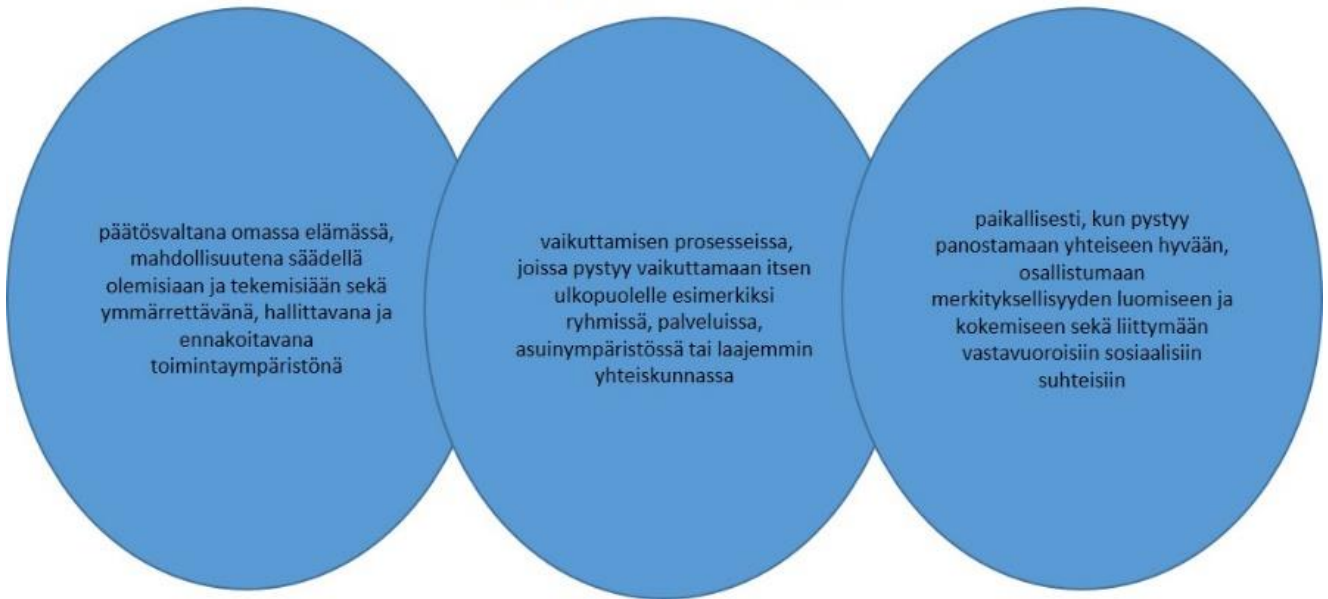 päätösvaltana omassa elämässä,
mahdollisuutena säädellä
olemisiaan ja tekemisiään sekä
ymmärrettävänä, hallittavana ja
ennakoitavana
toimintaympäristönä
vaikuttamisen prosesseissa,
joissa pystyy vaikuttamaan itsen
ulkopuolelle esimerkiksi
ryhmissä, palveluissa,
asuinympäristössä tai laajemmin
yhteiskunnassa
paikallisesti, kun pystyy
panostamaan yhteiseen hyvään,
osallistumaan
merkityksellisyyden luomiseen ja
kokemiseen sekä liittymään
vastavuoroisiin sosiaalisiin
suhteisiin